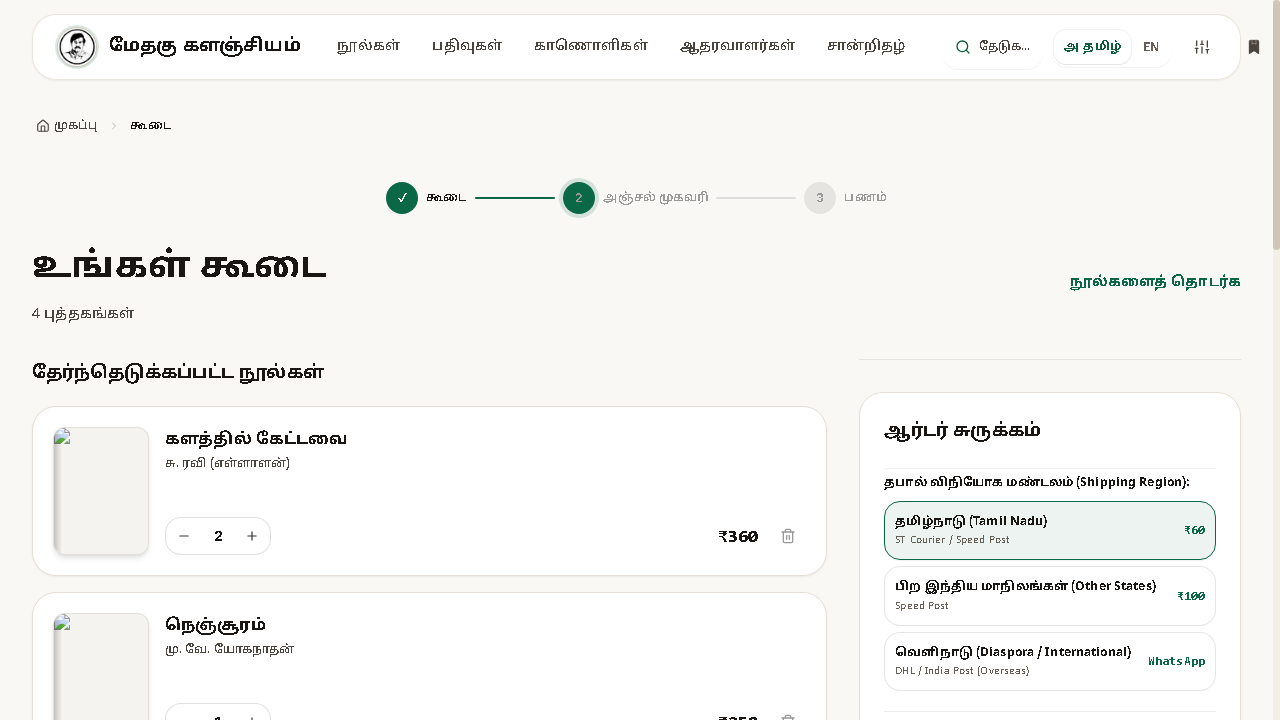 மேதகு களஞ்சியம்
நூல்கள்
பதிவுகள்
காணொளிகள்
ஆதரவாளர்கள்
சான்றிதழ்
தேடுக...
அ தமிழ்
EN
முகப்பு
கூடை
✓ கூடை
2 அஞ்சல் முகவரி
3 பணம்
உங்கள் கூடை
நூல்களைத் தொடர்க
4 புத்தகங்கள்
தேர்ந்தெடுக்கப்பட்ட நூல்கள்
களத்தில் கேட்டவை
சு. ரவி (எள்ளாளன்)
− 2 +
₹360
நெஞ்சூரம்
மு. வே. யோகநாதன்
ஆர்டர் சுருக்கம்
தபால் விநியோக மண்டலம் (Shipping Region):
தமிழ்நாடு (Tamil Nadu)
ST Courier / Speed Post
₹60
பிற இந்திய மாநிலங்கள் (Other States)
Speed Post
₹100
வெளிநாடு (Diaspora / International)
DHL / India Post (Overseas)
WhatsApp